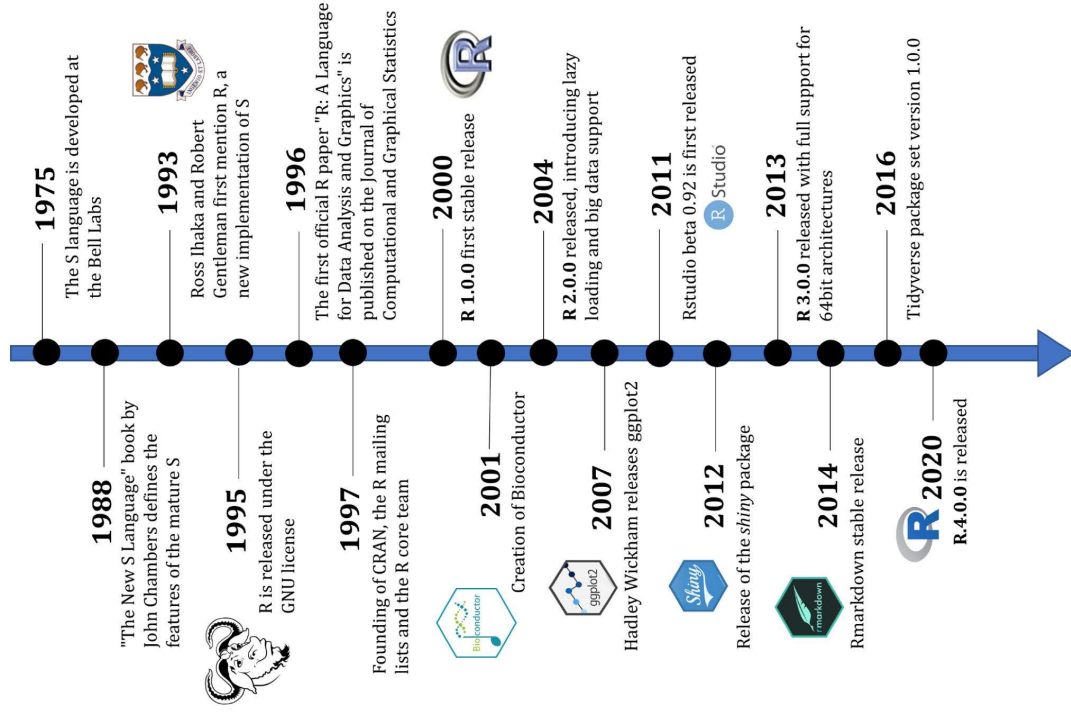 1975
The S language is developed at
the Bell Labs
1988
"The New S Language" book by
John Chambers defines the
features of the mature S
1993
Ross Ihaka and Robert
Gentleman first mention R, a
new implementation of S
1995
R is released under the
GNU license
1996
The first official R paper "R: A Language
for Data Analysis and Graphics" is
published on the Journal of
Computational and Graphical Statistics
1997
Founding of CRAN, the R mailing
lists and the R core team
2000
R 1.0.0 first stable release
R
2001
Creation of Bioconductor
Bioconductor
2004
R 2.0.0 released, introducing lazy
loading and big data support
2007
Hadley Wickham releases ggplot2
ggplot2
2011
Rstudio beta 0.92 is first released
R Studio
2012
Release of the shiny package
Shiny
2013
R 3.0.0 released with full support for
64bit architectures
2014
Rmarkdown stable release
rmarkdown
2016
Tidyverse package set version 1.0.0
R 2020
R.4.0.0 is released